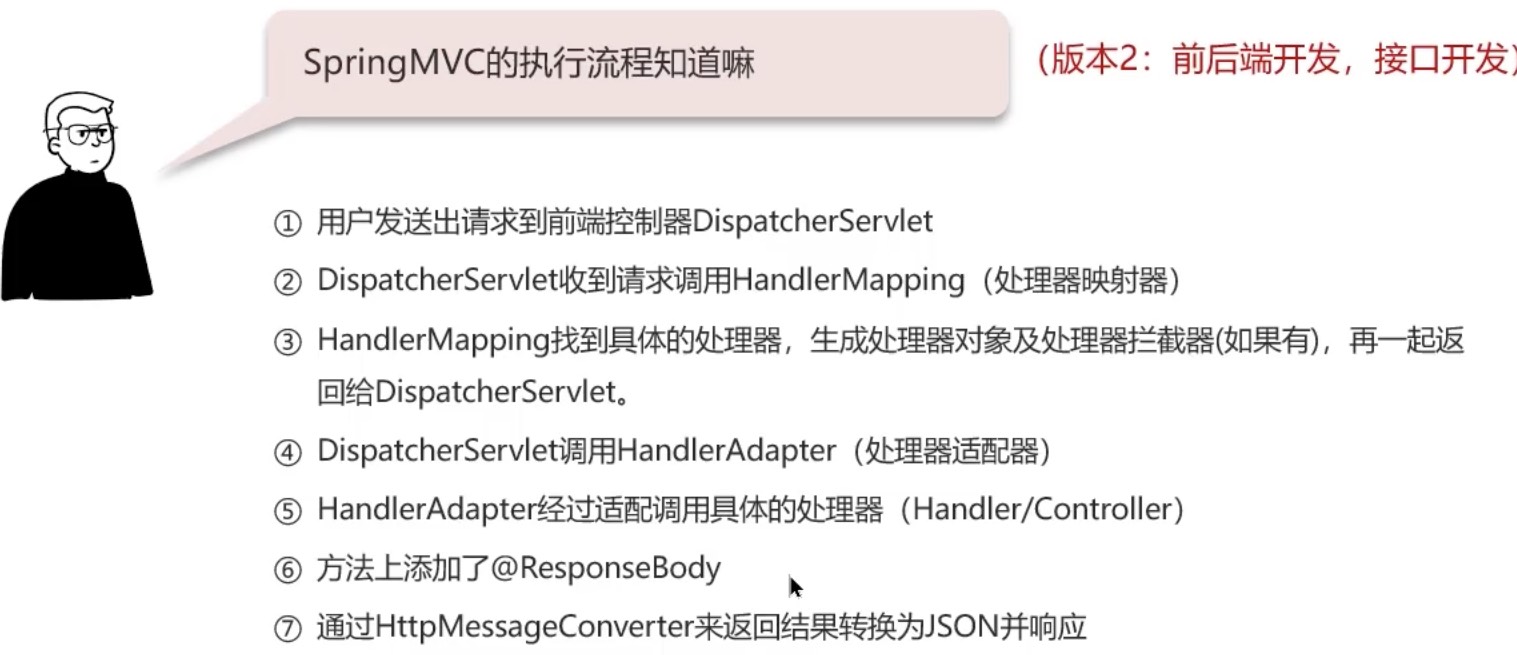 SpringMVC的执行流程知道嘛
（版本2：前后端开发，接口开发）
① 用户发送出请求到前端控制器DispatcherServlet
② DispatcherServlet收到请求调用HandlerMapping（处理器映射器）
③ HandlerMapping找到具体的处理器，生成处理器对象及处理器拦截器(如果有)，再一起返
回给DispatcherServlet。
④ DispatcherServlet调用HandlerAdapter（处理器适配器）
⑤ HandlerAdapter经过适配调用具体的处理器（Handler/Controller）
⑥ 方法上添加了@ResponseBody
⑦ 通过HttpMessageConverter来返回结果转换为JSON并响应